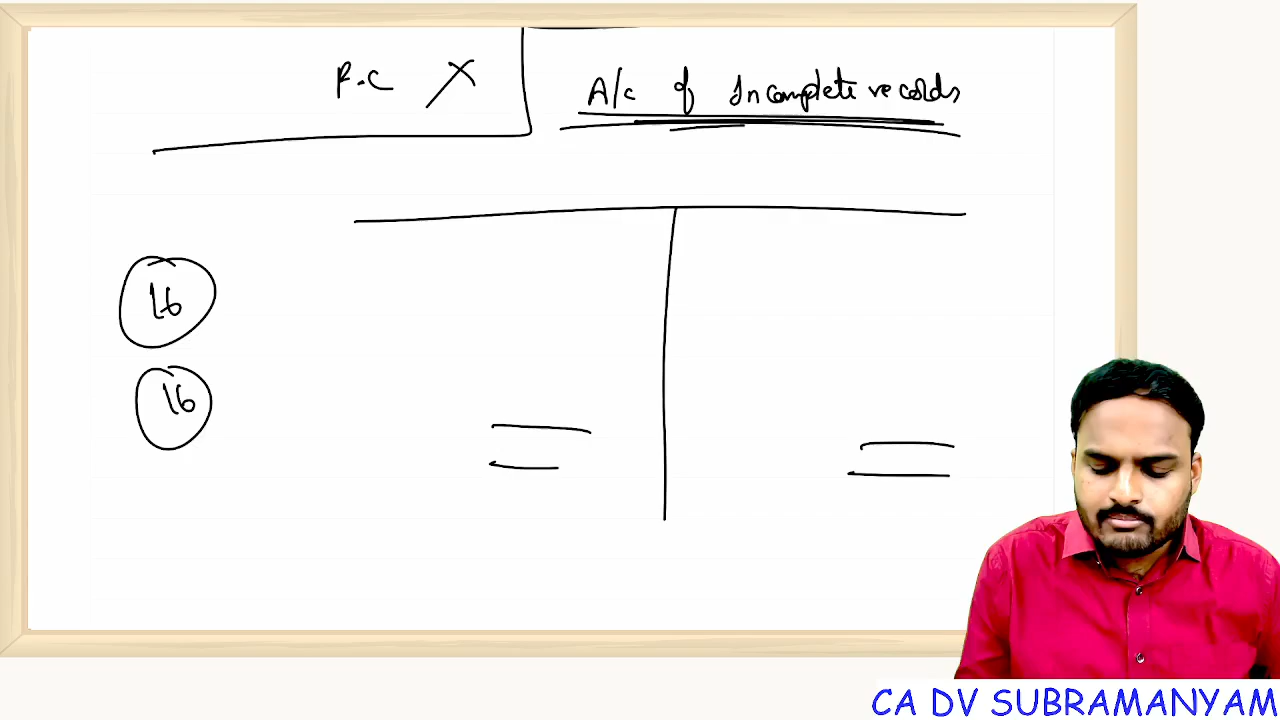 P.C X
A/c of Incomplete records
16
16
CA DV SUBRAMANYAM